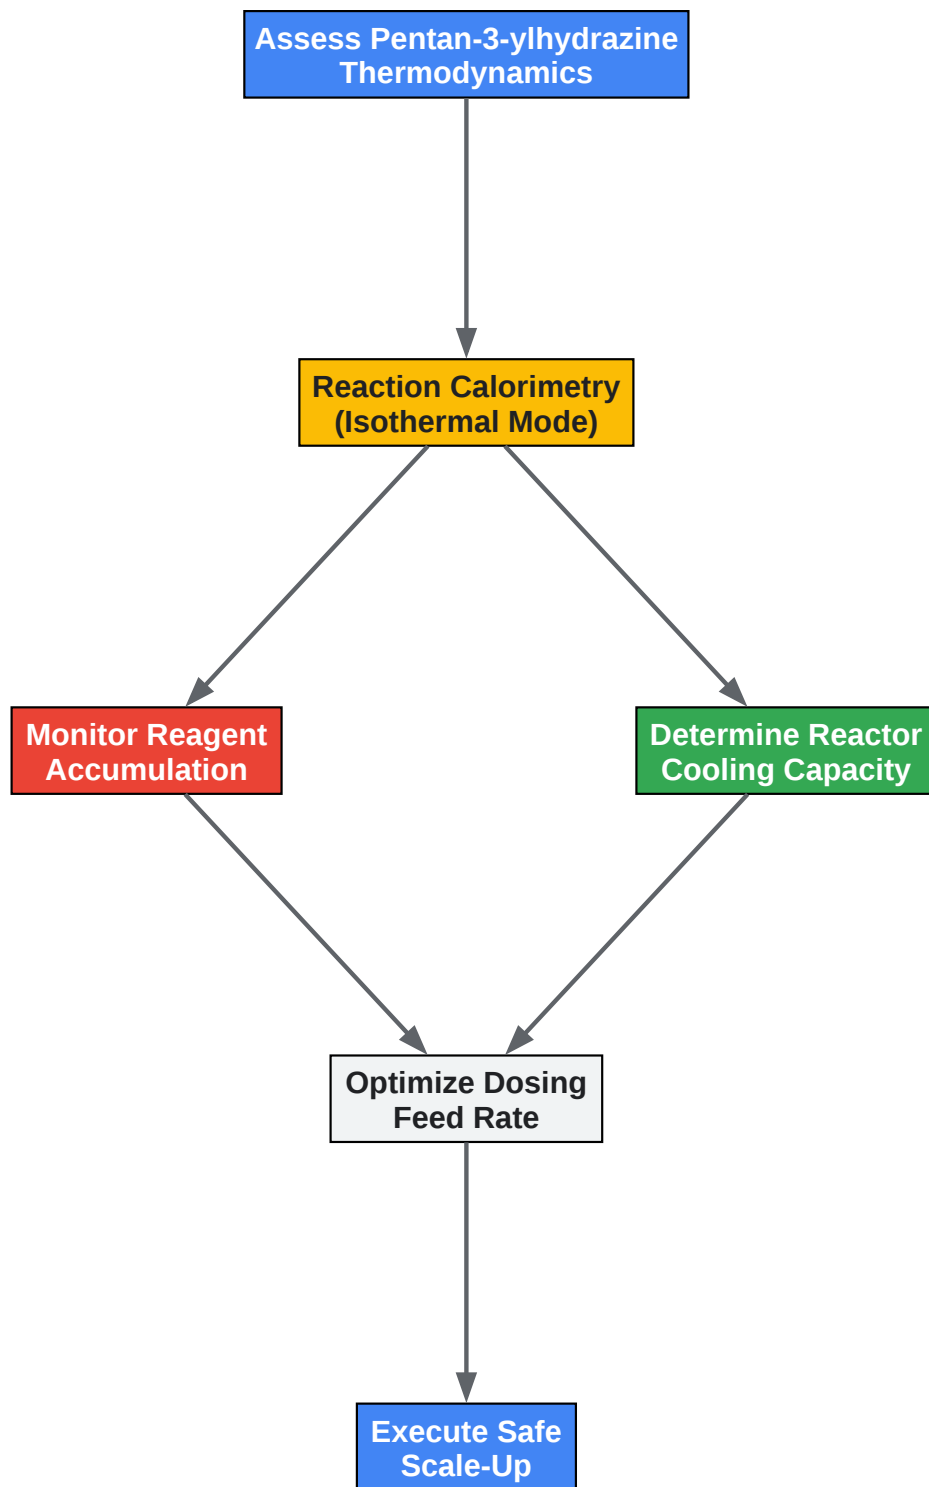 Assess Pentan-3-ylhydrazine
Thermodynamics
Reaction Calorimetry
(Isothermal Mode)
Monitor Reagent
Accumulation
Determine Reactor
Cooling Capacity
Optimize Dosing
Feed Rate
Execute Safe
Scale-Up